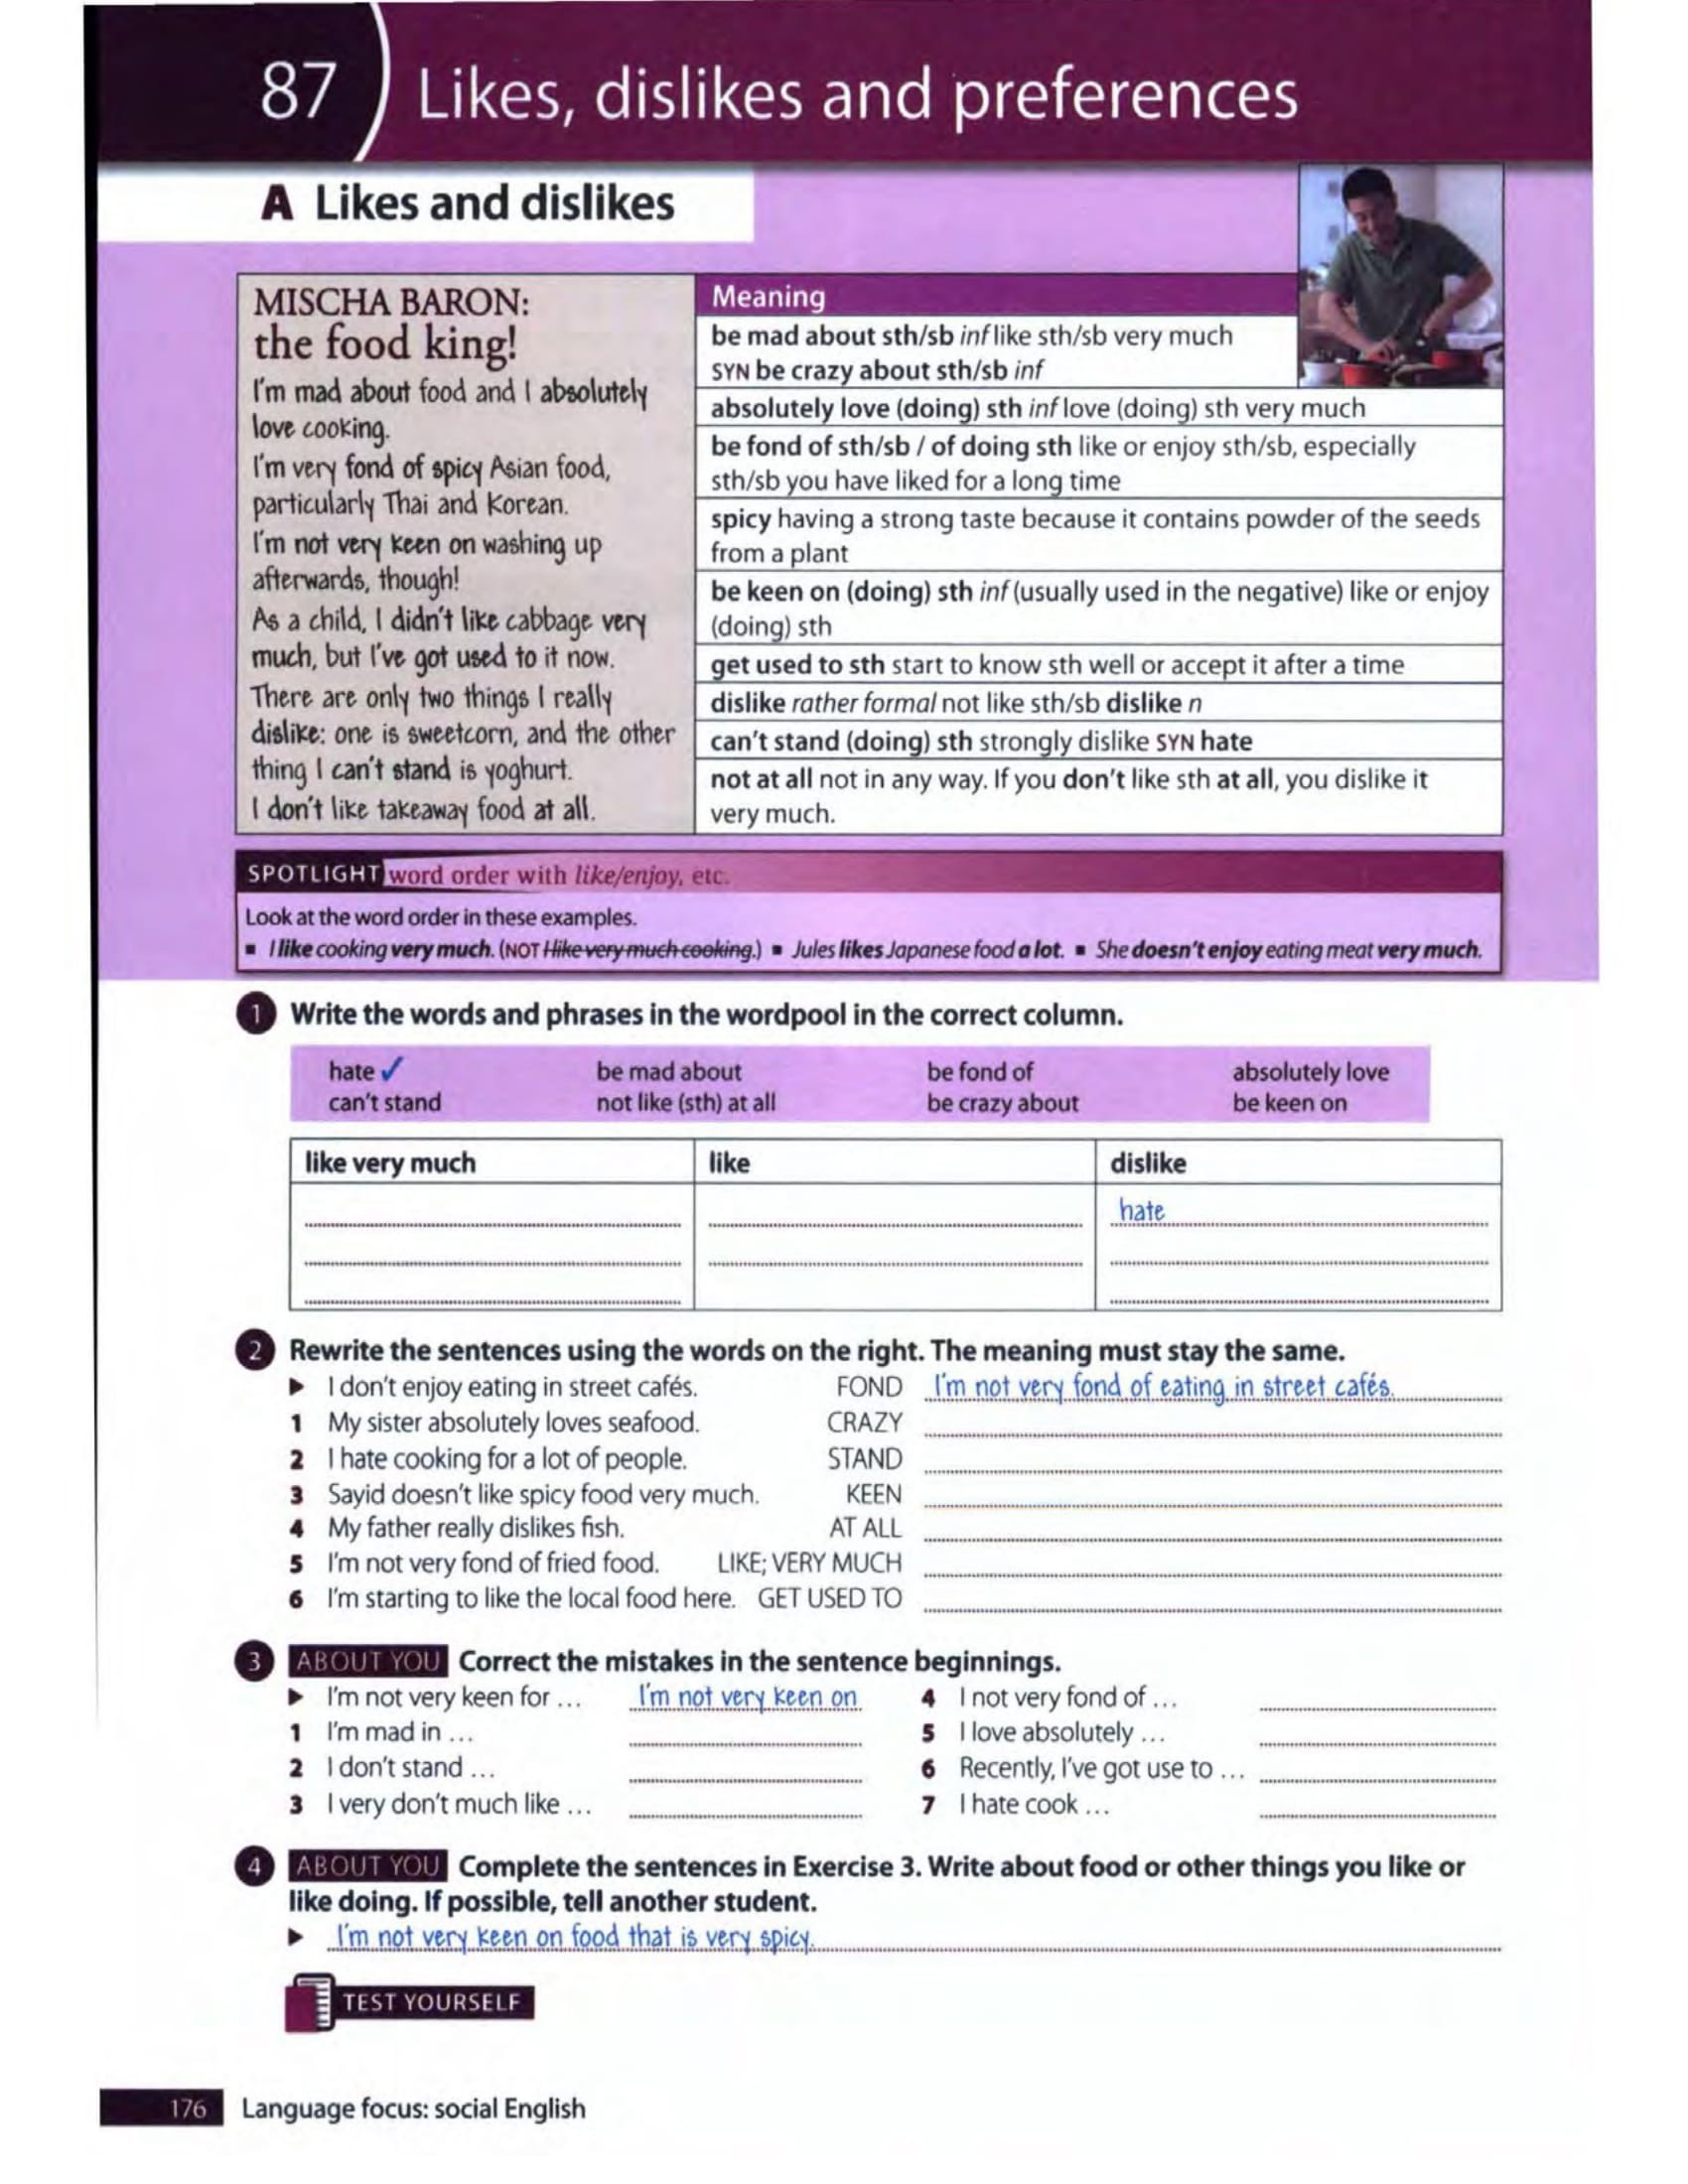 87 Likes, dislikes and preferences
A Likes and dislikes
MISCHA BARON:
the food king!
I'm mad about food and I absolutely
love cooking.
I'm very fond of spicy Asian food,
particularly Thai and Korean.
I'm not very keen on washing up
afterwards, though!
As a child, I didn't like cabbage very
much, but I've got used to it now.
There are only two things I really
dislike: one is sweetcorn, and the other
thing I can't stand is yoghurt.
I don't like takeaway food at all.
Meaning
be mad about sth/sb inf like sth/sb very much
SYN be crazy about sth/sb inf
absolutely love (doing) sth inf love (doing) sth very much
be fond of sth/sb / of doing sth like or enjoy sth/sb, especially
sth/sb you have liked for a long time
spicy having a strong taste because it contains powder of the seeds
from a plant
be keen on (doing) sth inf (usually used in the negative) like or enjoy
(doing) sth
get used to sth start to know sth well or accept it after a time
dislike rather formal not like sth/sb dislike n
can't stand (doing) sth strongly dislike SYN hate
not at all not in any way. If you don't like sth at all, you dislike it
very much.
SPOTLIGHT word order with like/enjoy, etc.
Look at the word order in these examples.
▪ I like cooking very much. (NOT I like very much cooking.) ▪ Jules likes Japanese food a lot. ▪ She doesn't enjoy eating meat very much.
1 Write the words and phrases in the wordpool in the correct column.
hate ✓ be mad about be fond of absolutely love
can't stand not like (sth) at all be crazy about be keen on
like very much like dislike
hate
2 Rewrite the sentences using the words on the right. The meaning must stay the same.
▶ I don't enjoy eating in street cafés. FOND I'm not very fond of eating in street cafés.
1 My sister absolutely loves seafood. CRAZY
2 I hate cooking for a lot of people. STAND
3 Sayid doesn't like spicy food very much. KEEN
4 My father really dislikes fish. AT ALL
5 I'm not very fond of fried food. LIKE; VERY MUCH
6 I'm starting to like the local food here. GET USED TO
3 ABOUT YOU Correct the mistakes in the sentence beginnings.
▶ I'm not very keen for ... I'm not very keen on
1 I'm mad in ...
2 I don't stand ...
3 I very don't much like ...
4 I not very fond of ...
5 I love absolutely ...
6 Recently, I've got use to ...
7 I hate cook ...
4 ABOUT YOU Complete the sentences in Exercise 3. Write about food or other things you like or
like doing. If possible, tell another student.
▶ I'm not very keen on food that is very spicy.
TEST YOURSELF
176 Language focus: social English